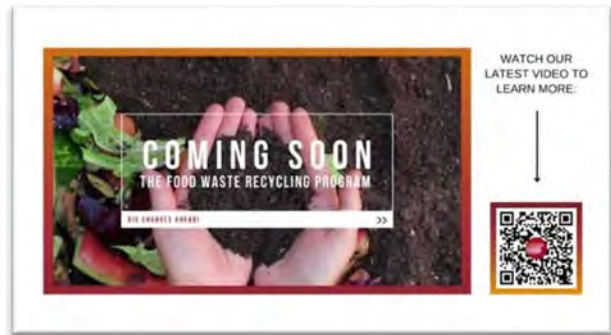 COMING SOON
THE FOOD WASTE RECYCLING PROGRAM
BIG CHANGES AHEAD!
>>
WATCH OUR
LATEST VIDEO TO
LEARN MORE: